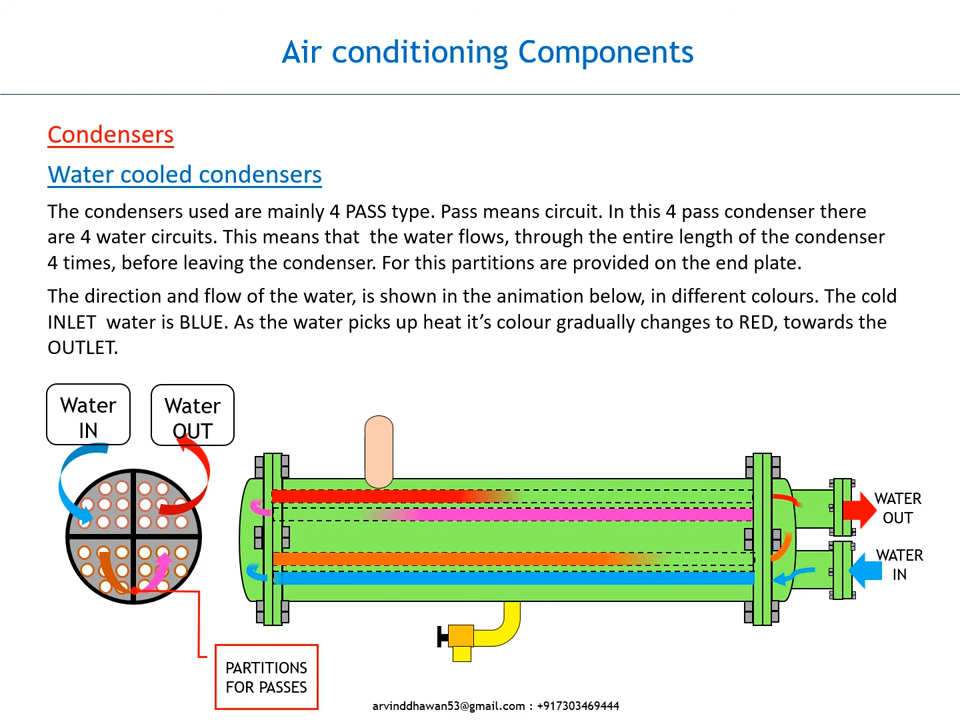 Air conditioning Components
Condensers
Water cooled condensers
The condensers used are mainly 4 PASS type. Pass means circuit. In this 4 pass condenser there
are 4 water circuits. This means that  the water flows, through the entire length of the condenser
4 times, before leaving the condenser. For this partitions are provided on the end plate.
The direction and flow of the water, is shown in the animation below, in different colours. The cold
INLET  water is BLUE. As the water picks up heat it’s colour gradually changes to RED, towards the
OUTLET.
Water
IN
Water
OUT
WATER
OUT
WATER
IN
PARTITIONS
FOR PASSES
arvinddhawan53@gmail.com : +917303469444